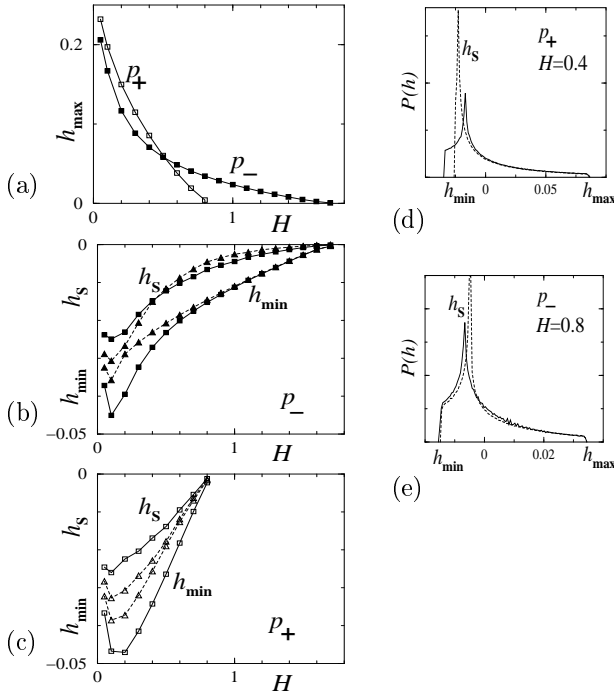 (a)
h_max
0.2
0
p_+
p_−
0
1
H
(b)
h_S
h_min
0
−0.05
h_S
h_min
p_−
0
1
H
(c)
h_S
h_min
0
−0.05
h_S
h_min
p_+
0
1
H
(d)
P(h)
h_S
p_+
H=0.4
h_min
0
0.05
h_max
(e)
P(h)
h_S
p_−
H=0.8
h_min
0
0.02
h_max